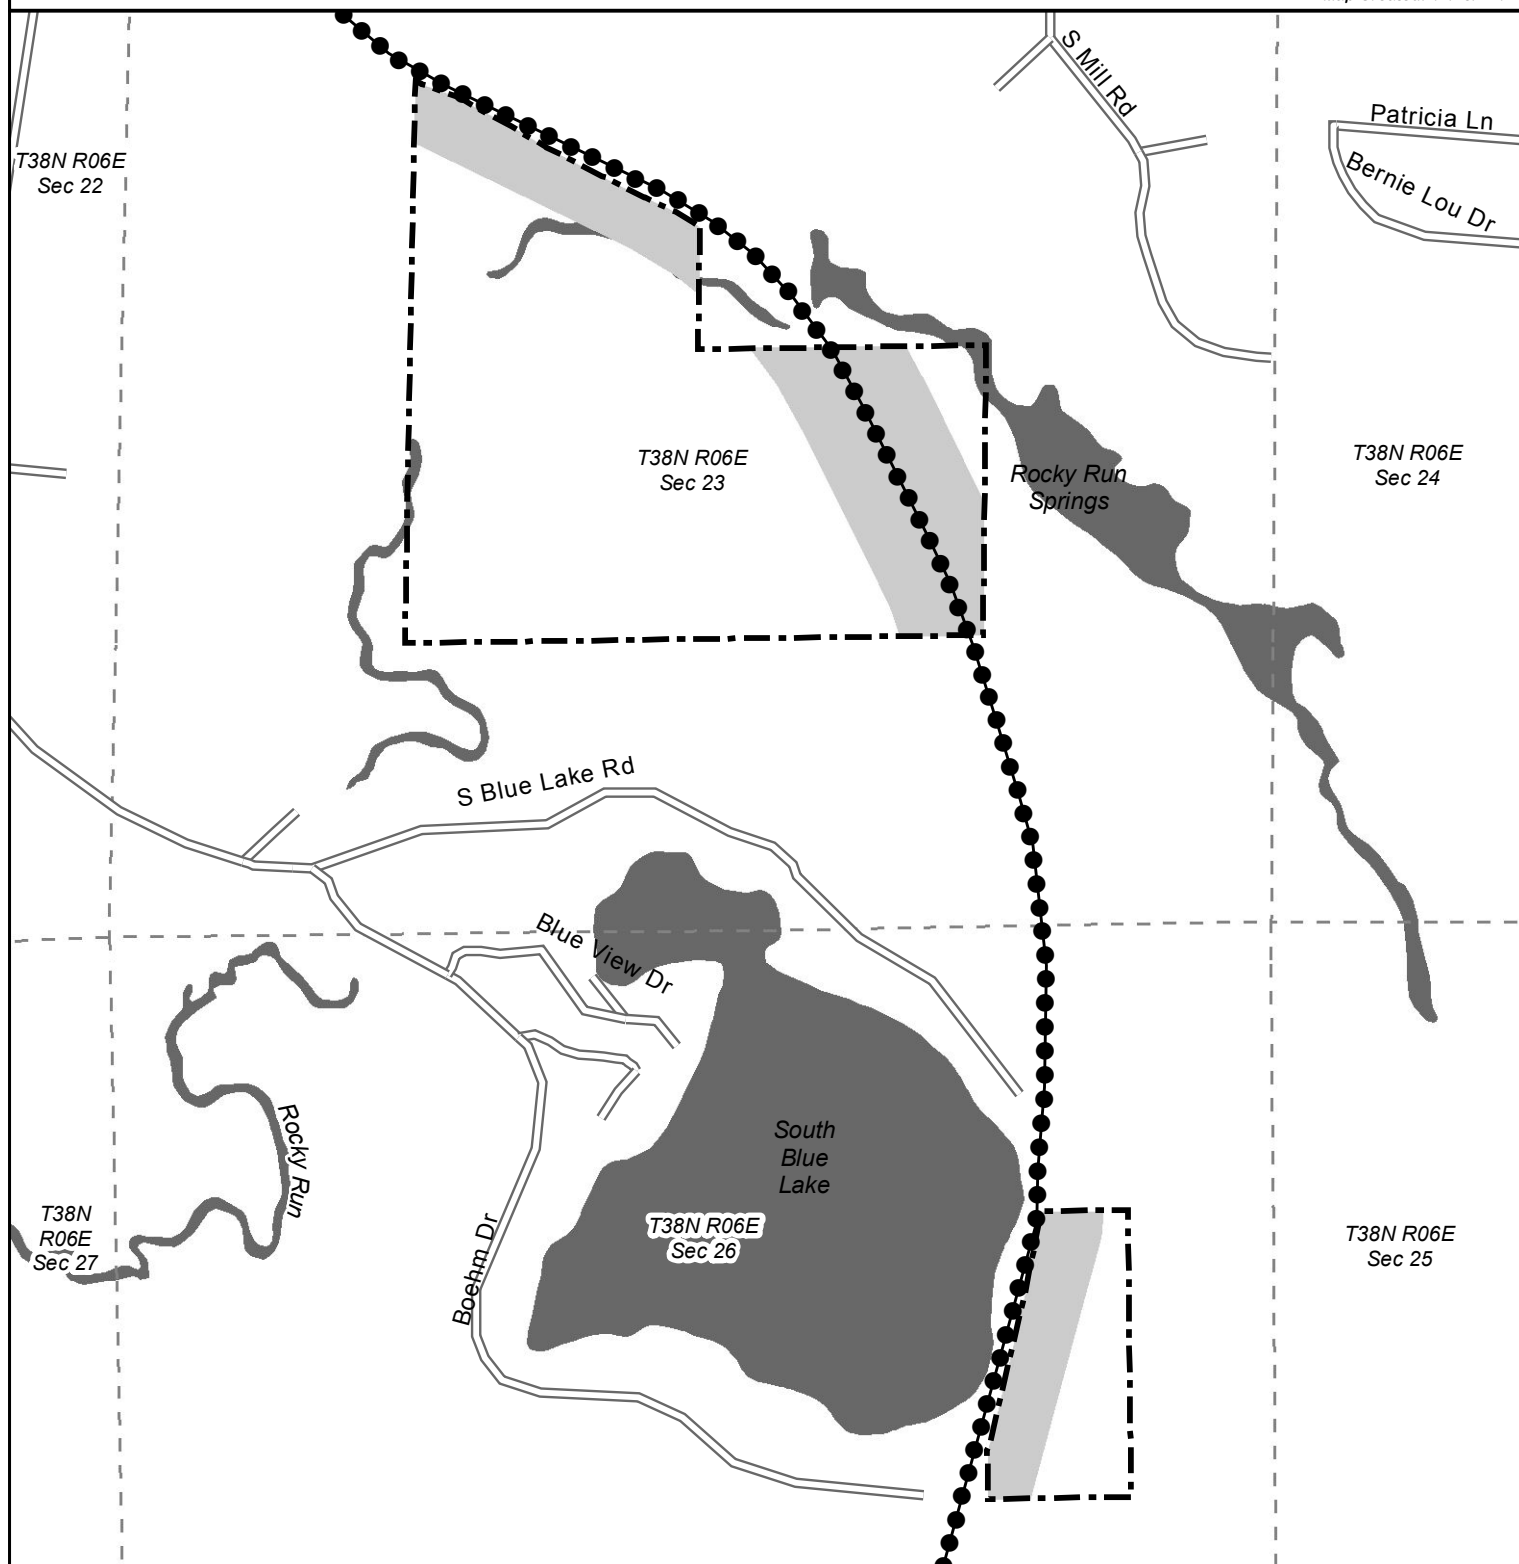 S Mill Rd
Patricia Ln
Bernie Lou Dr
T38N R06E
Sec 22
T38N R06E
Sec 23
Rocky Run
Springs
T38N R06E
Sec 24
S Blue Lake Rd
Blue View Dr
Rocky Run
South
Blue
Lake
T38N
R06E
Sec 27
Boehm Dr
T38N R06E
Sec 26
T38N R06E
Sec 25